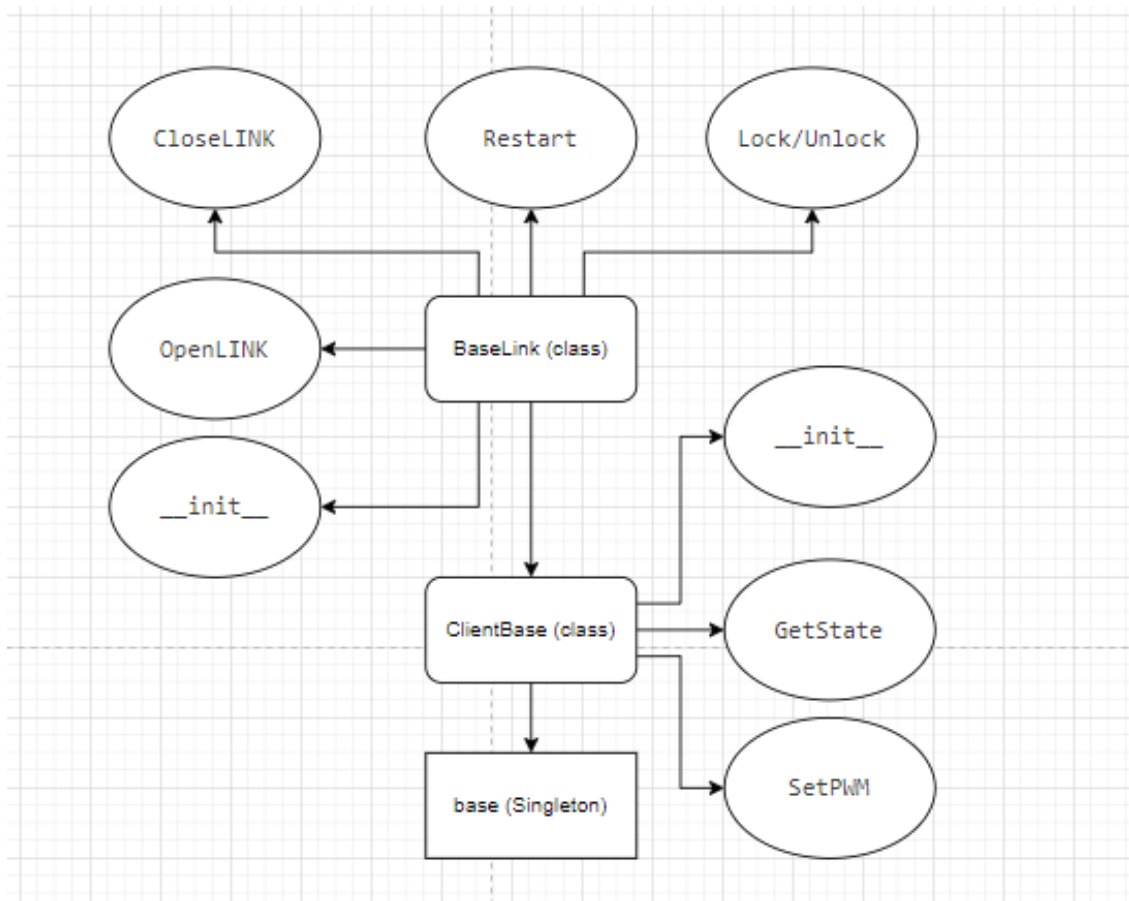 CloseLINK
Restart
Lock/Unlock
OpenLINK
BaseLink (class)
__init__
__init__
ClientBase (class)
GetState
base (Singleton)
SetPWM